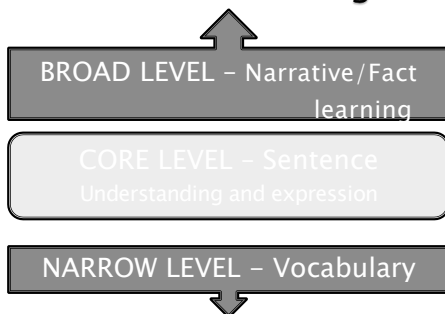 BROAD LEVEL – Narrative/Fact
learning
CORE LEVEL – Sentence
Understanding and expression
NARROW LEVEL – Vocabulary